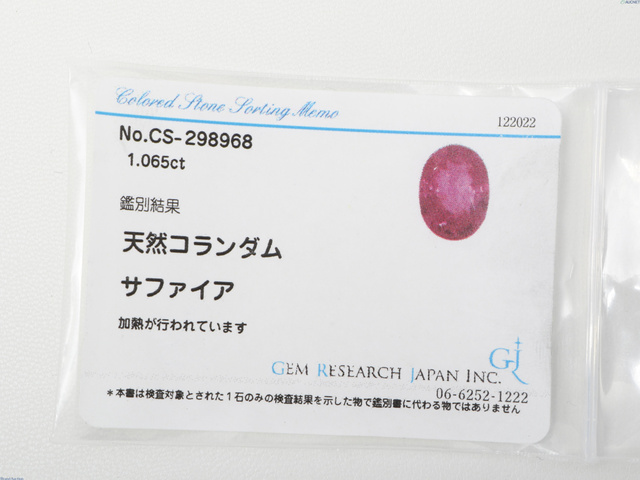 Colored Stone Sorting Memo
122022
No.CS-298968
1.065ct
鑑別結果
天然コランダム
サファイア
加熱が行われています
GEM RESEARCH JAPAN INC.
06-6252-1222
*本書は検査対象とされた1石のみの検査結果を示した物で鑑別書に代わる物ではありません